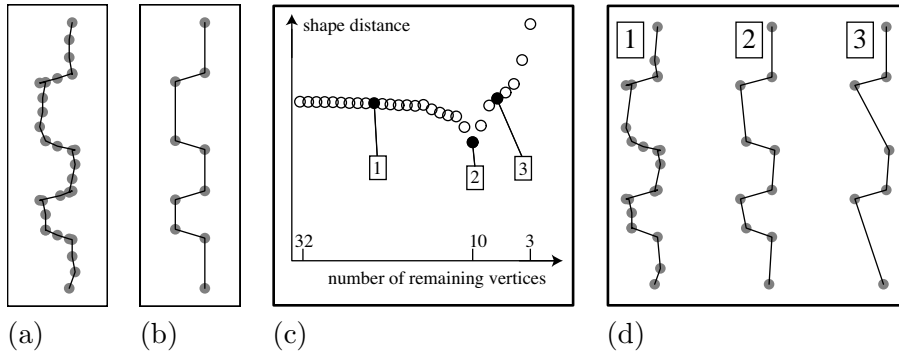 shape distance
1
2
3
32
10
3
number of remaining vertices
1
2
3
(a)
(b)
(c)
(d)